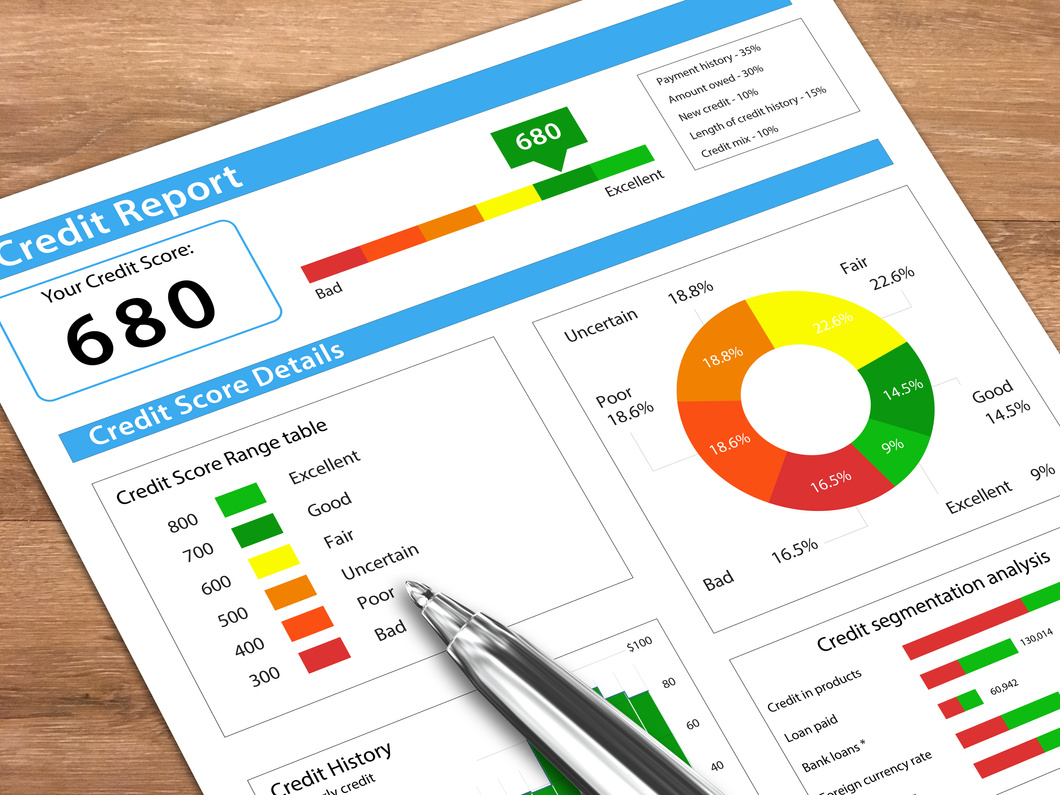 Credit Report
Payment history - 35%
Amount owed - 30%
New credit - 10%
Length of credit history - 15%
Credit mix - 10%
680
Bad
Excellent
Your Credit Score:
680
Credit Score Details
Credit Score Range table
800 Excellent
700 Good
600 Fair
500 Uncertain
400 Poor
300 Bad
Uncertain
18.8%
Fair
22.6%
Poor
18.6%
Good
14.5%
Excellent 9%
Bad
16.5%
22.6%
18.8%
14.5%
18.6%
9%
16.5%
Credit segmentation analysis
Credit in products
Loan paid
130,014
Bank loans *
60,942
Foreign currency rate
Credit History
credit
$100
80
60
40